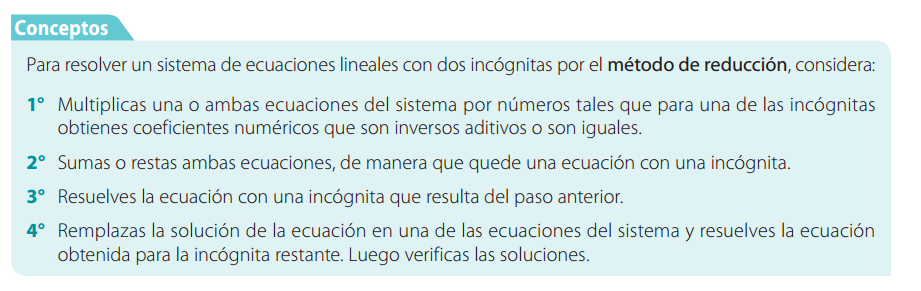 Conceptos
Para resolver un sistema de ecuaciones lineales con dos incógnitas por el método de reducción, considera:
1° Multiplicas una o ambas ecuaciones del sistema por números tales que para una de las incógnitas
obtienes coeficientes numéricos que son inversos aditivos o son iguales.
2° Sumas o restas ambas ecuaciones, de manera que quede una ecuación con una incógnita.
3° Resuelves la ecuación con una incógnita que resulta del paso anterior.
4° Remplazas la solución de la ecuación en una de las ecuaciones del sistema y resuelves la ecuación
obtenida para la incógnita restante. Luego verificas las soluciones.